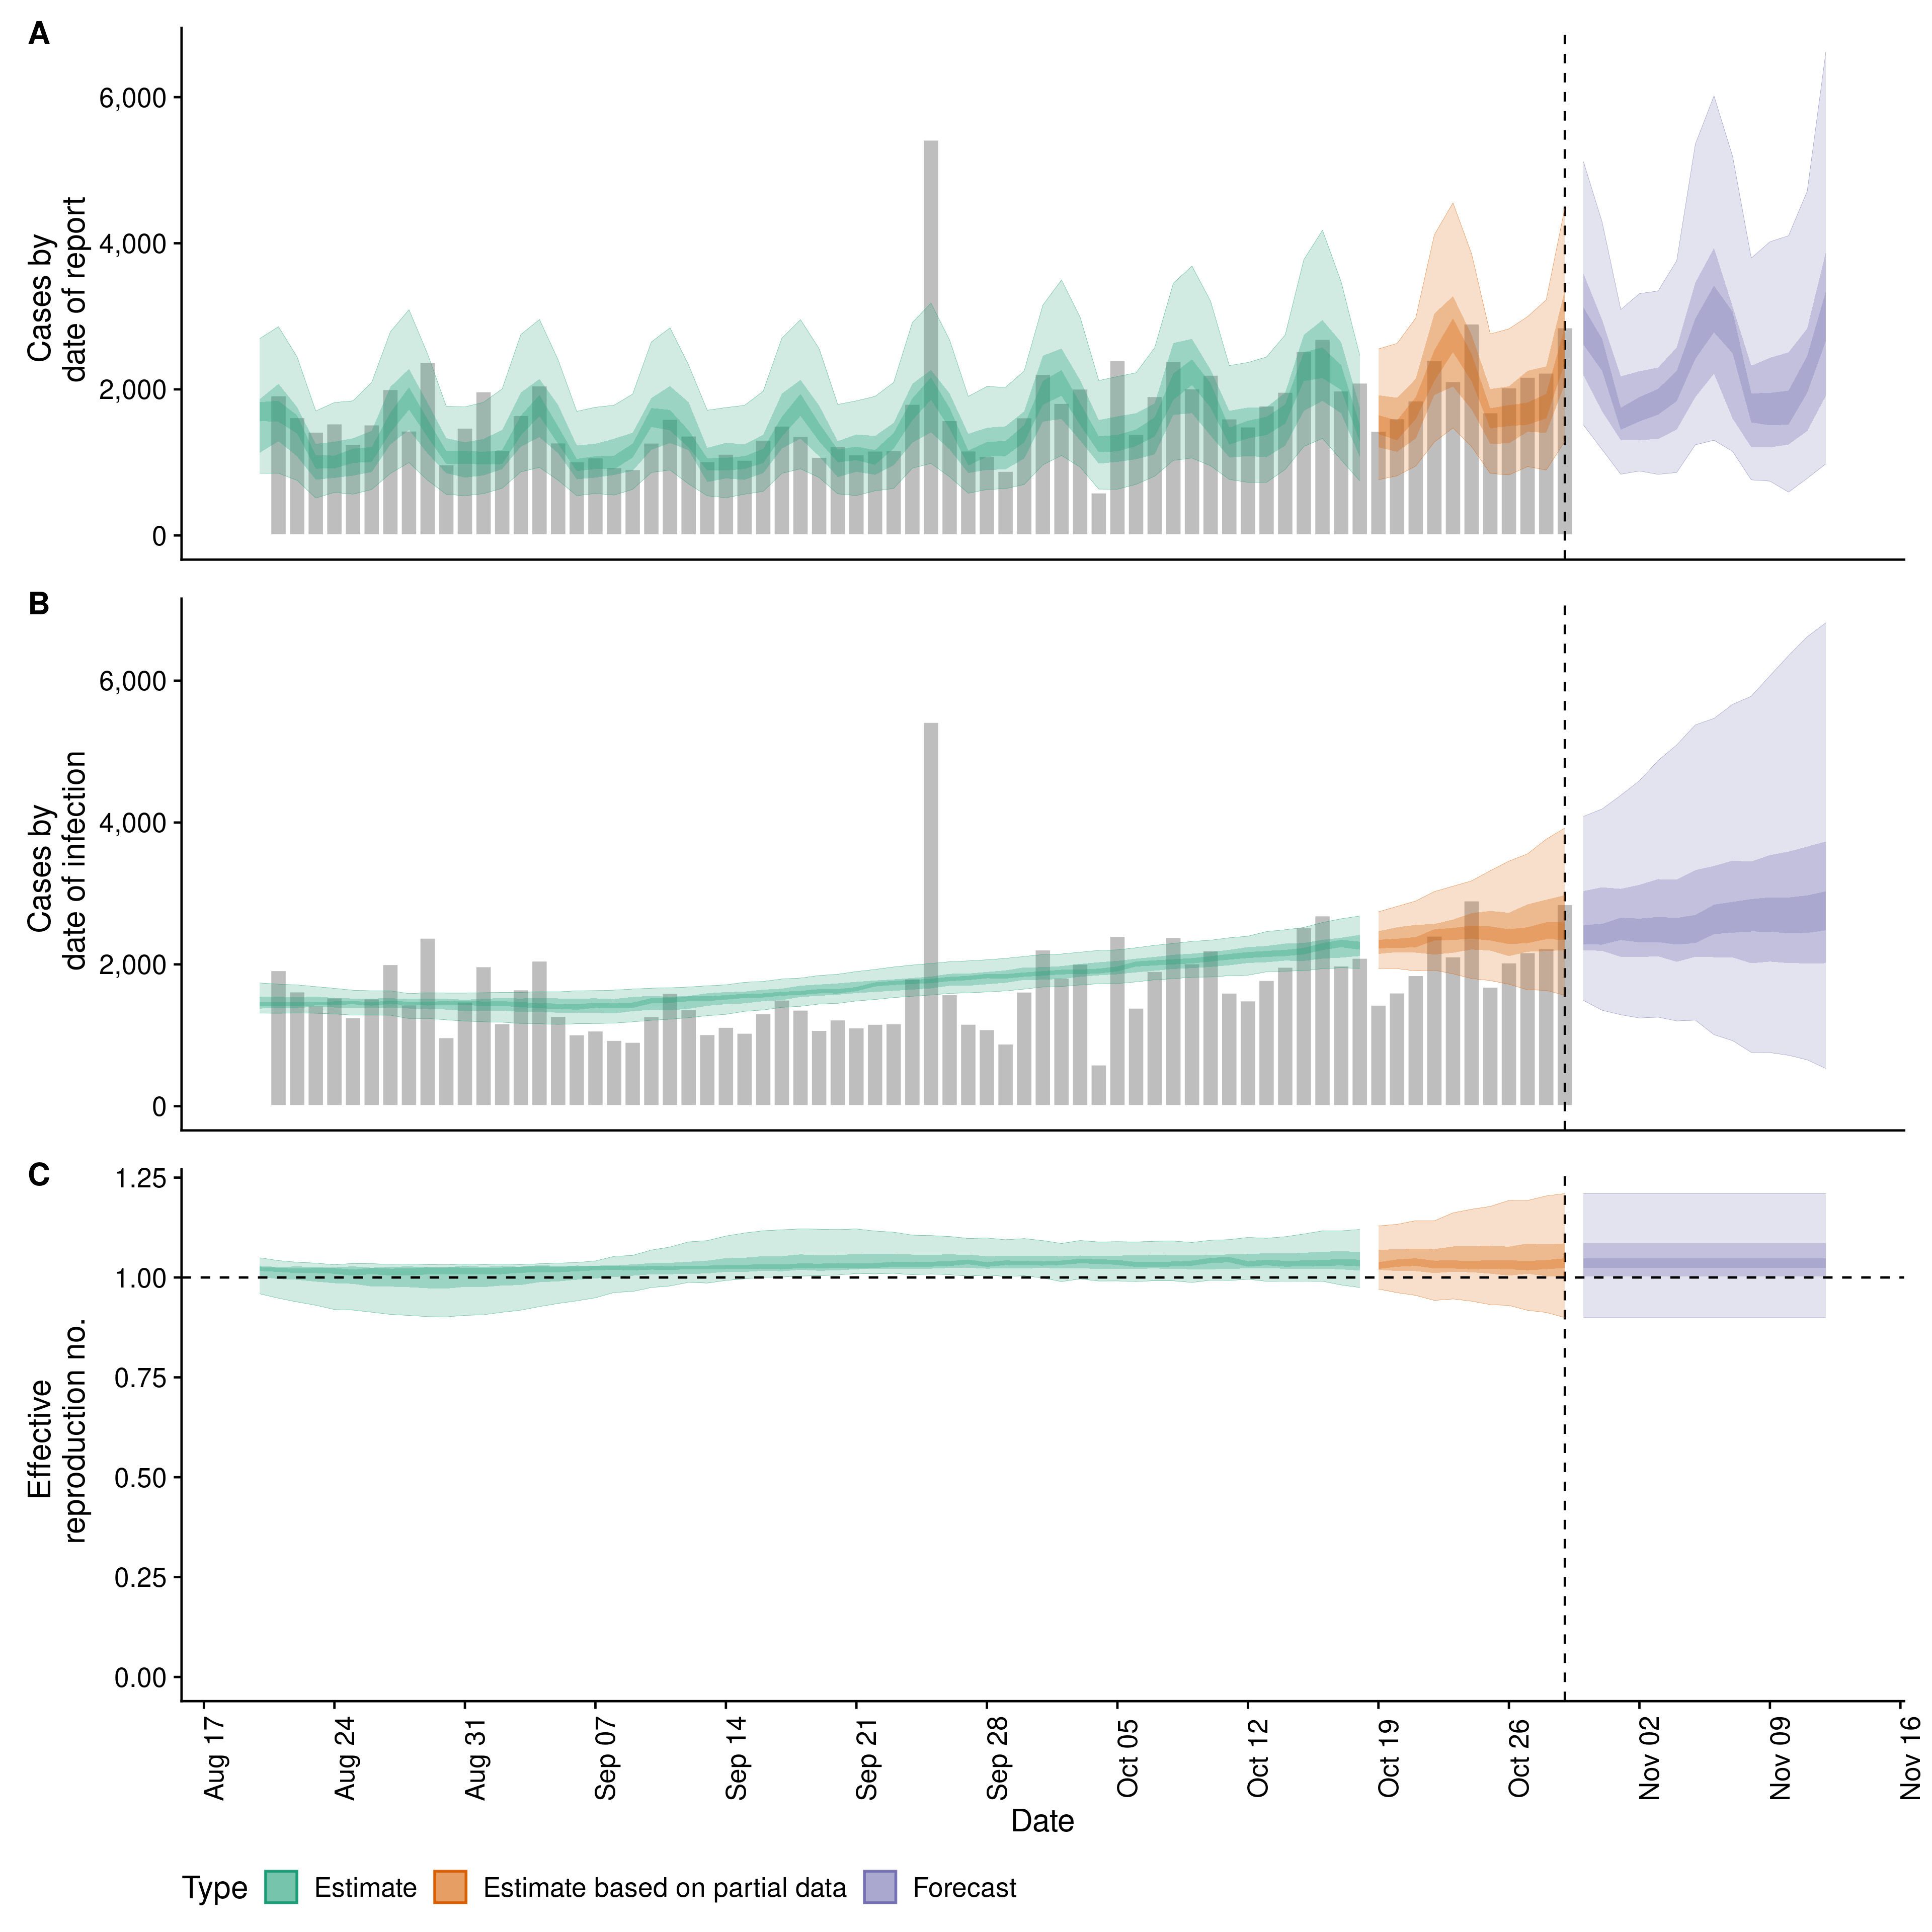 A
Cases by
date of report
6,000
4,000
2,000
0
B
Cases by
date of infection
6,000
4,000
2,000
0
C
Effective
reproduction no.
1.25
1.00
0.75
0.50
0.25
0.00
Aug 17
Aug 24
Aug 31
Sep 07
Sep 14
Sep 21
Sep 28
Oct 05
Oct 12
Oct 19
Oct 26
Nov 02
Nov 09
Nov 16
Date
Type Estimate Estimate based on partial data Forecast